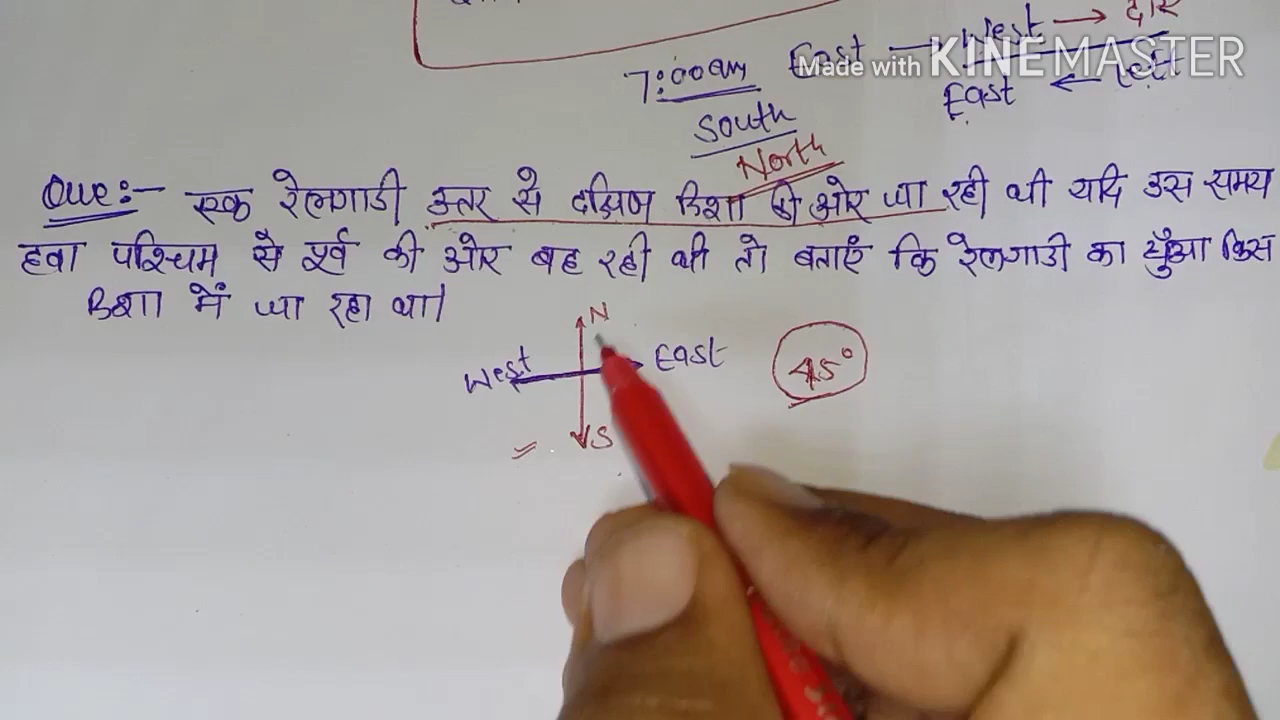 7:00am East → West → 
Made with KINEMASTER
East ←
South
North
Que:- एक रेलगाडी उत्तर से दक्षिण दिशा की ओर जा रही थी यदि उस समय
हवा पश्चिम से पूर्व की ओर बह रही थी तो बताएं कि रेलगाडी का धुँआ किस
दिशा में जा रहा था।
N
West East 45°
S